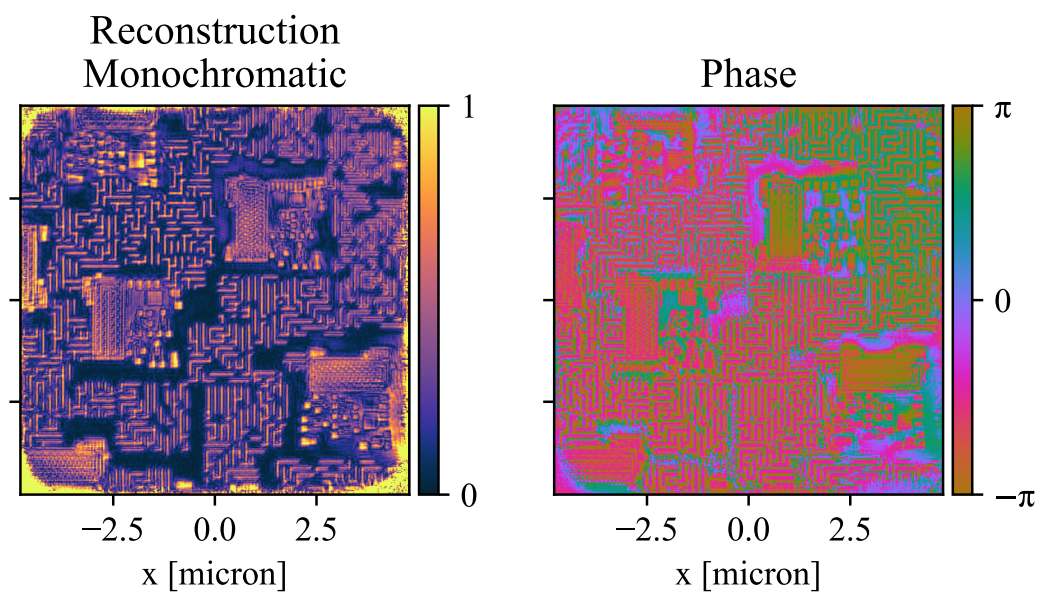 Reconstruction
Monochromatic
Phase
1
0
π
0
−π
−2.5 0.0 2.5
−2.5 0.0 2.5
x [micron]
x [micron]